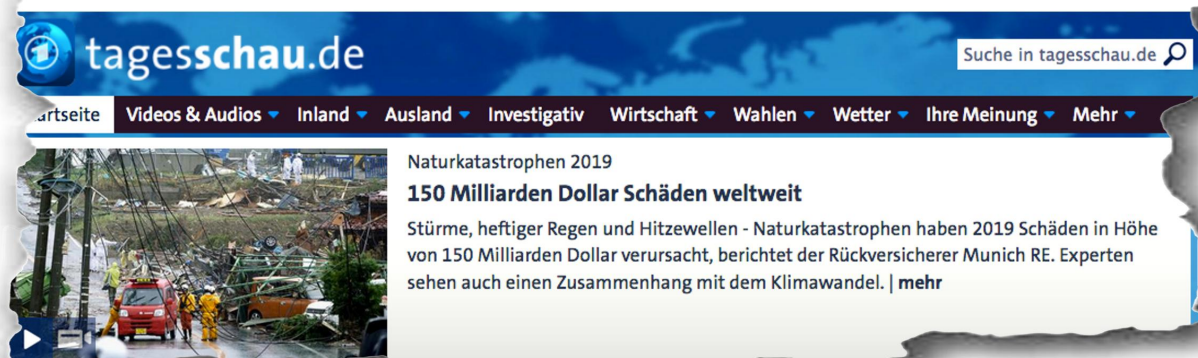 tagesschau.de
Suche in tagesschau.de
Videos & Audios Inland Ausland Investigativ Wirtschaft Wahlen Wetter Ihre Meinung Mehr
Naturkatastrophen 2019
150 Milliarden Dollar Schäden weltweit
Stürme, heftiger Regen und Hitzewellen - Naturkatastrophen haben 2019 Schäden in Höhe
von 150 Milliarden Dollar verursacht, berichtet der Rückversicherer Munich RE. Experten
sehen auch einen Zusammenhang mit dem Klimawandel. | mehr